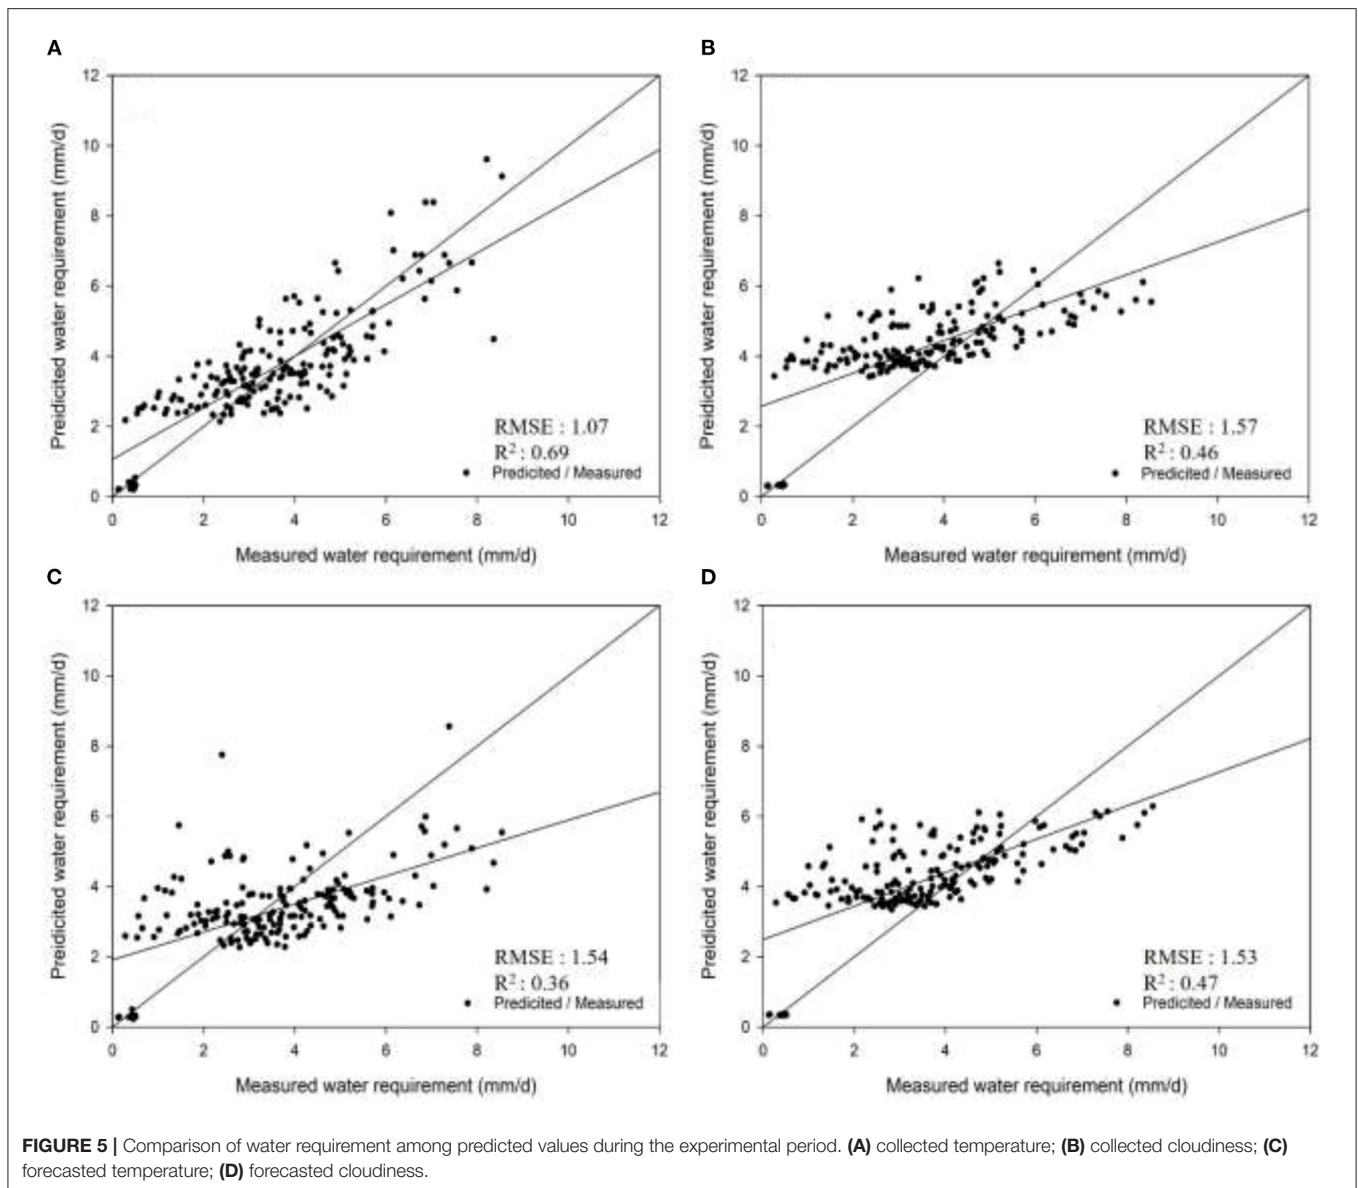 A
12
10
8
6
4
2
0
0 2 4 6 8 10 12
Preidicited water requirement (mm/d)
Measured water requirement (mm/d)
RMSE : 1.07
R2 : 0.69
Predicited / Measured
B
12
10
8
6
4
2
0
0 2 4 6 8 10 12
Preidicited water requirement (mm/d)
Measured water requirement (mm/d)
RMSE : 1.57
R2 : 0.46
Predicited / Measured
C
12
10
8
6
4
2
0
0 2 4 6 8 10 12
Preidicited water requirement (mm/d)
Measured water requirement (mm/d)
RMSE : 1.54
R2 : 0.36
Predicited / Measured
D
12
10
8
6
4
2
0
0 2 4 6 8 10 12
Preidicited water requirement (mm/d)
Measured water requirement (mm/d)
RMSE : 1.53
R2 : 0.47
Predicited / Measured
FIGURE 5 | Comparison of water requirement among predicted values during the experimental period. (A) collected temperature; (B) collected cloudiness; (C)
forecasted temperature; (D) forecasted cloudiness.